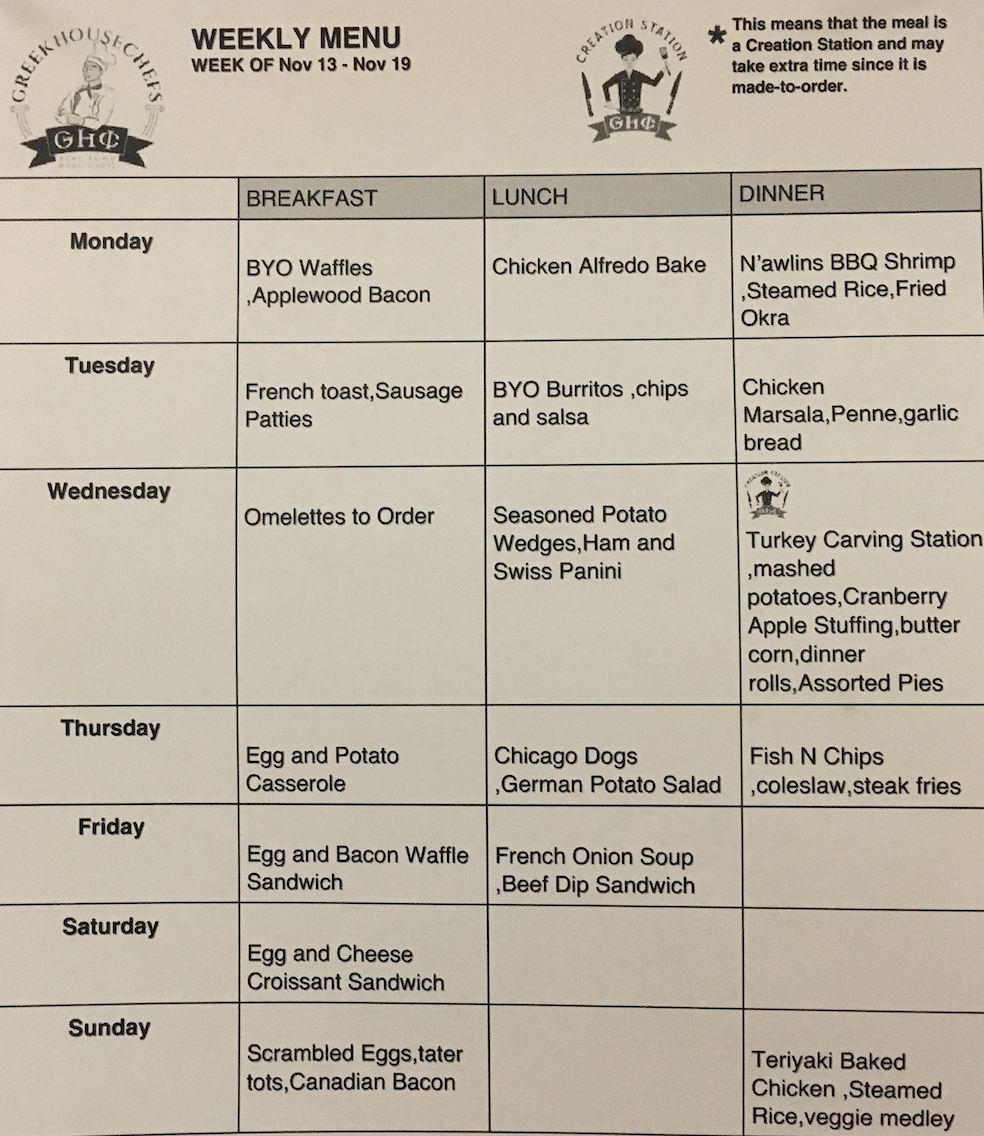 GREEKHOUSECHEFS
GHC
WEEKLY MENU
WEEK OF Nov 13 - Nov 19
CREATION STATION
GHC
* This means that the meal is
a Creation Station and may
take extra time since it is
made-to-order.
BREAKFAST
LUNCH
DINNER
Monday
BYO Waffles
,Applewood Bacon
Chicken Alfredo Bake
N'awlins BBQ Shrimp
,Steamed Rice,Fried
Okra
Tuesday
French toast,Sausage
Patties
BYO Burritos ,chips
and salsa
Chicken
Marsala,Penne,garlic
bread
Wednesday
Omelettes to Order
Seasoned Potato
Wedges,Ham and
Swiss Panini
Turkey Carving Station
,mashed
potatoes,Cranberry
Apple Stuffing,butter
corn,dinner
rolls,Assorted Pies
Thursday
Egg and Potato
Casserole
Chicago Dogs
,German Potato Salad
Fish N Chips
,coleslaw,steak fries
Friday
Egg and Bacon Waffle
Sandwich
French Onion Soup
,Beef Dip Sandwich
Saturday
Egg and Cheese
Croissant Sandwich
Sunday
Scrambled Eggs,tater
tots,Canadian Bacon
Teriyaki Baked
Chicken ,Steamed
Rice,veggie medley